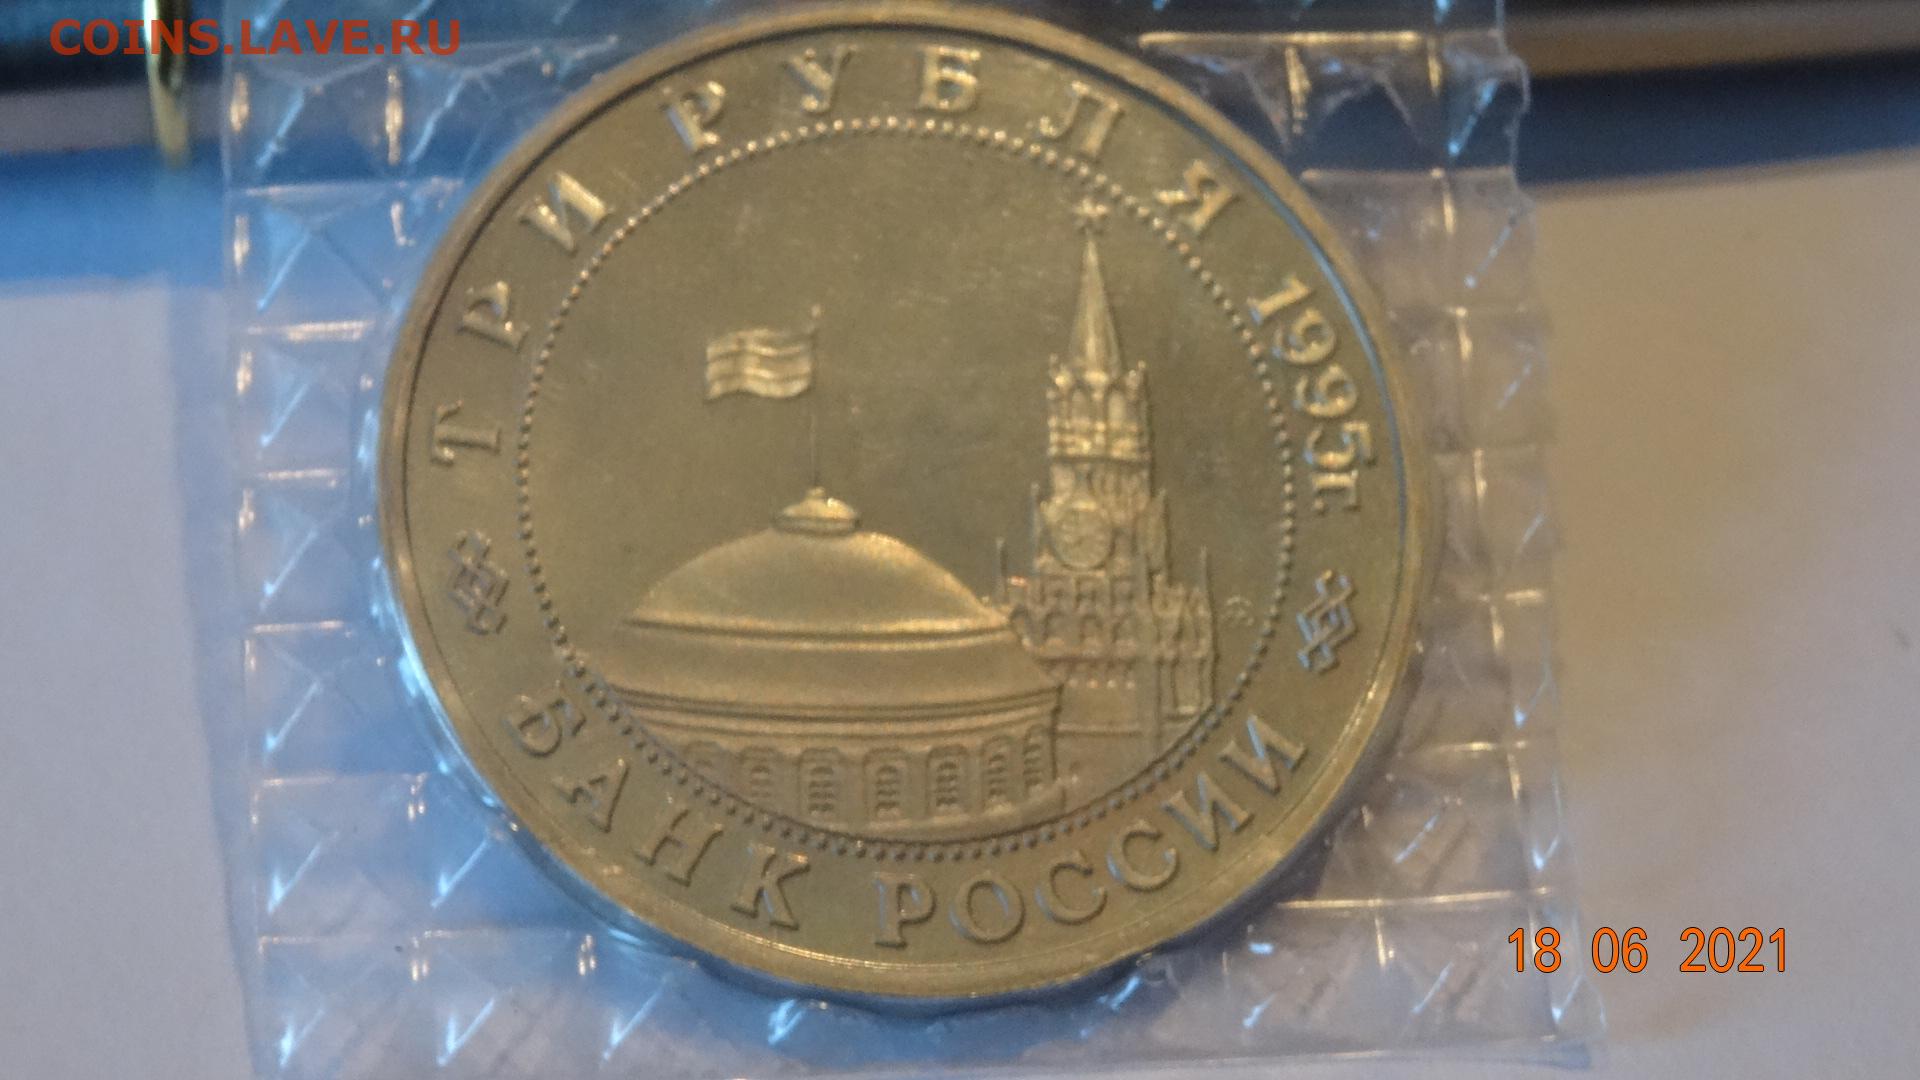 COINS.LAVE.RU
ТРИ РУБЛЯ 1995г.
БАНК РОССИИ
18 06 2021